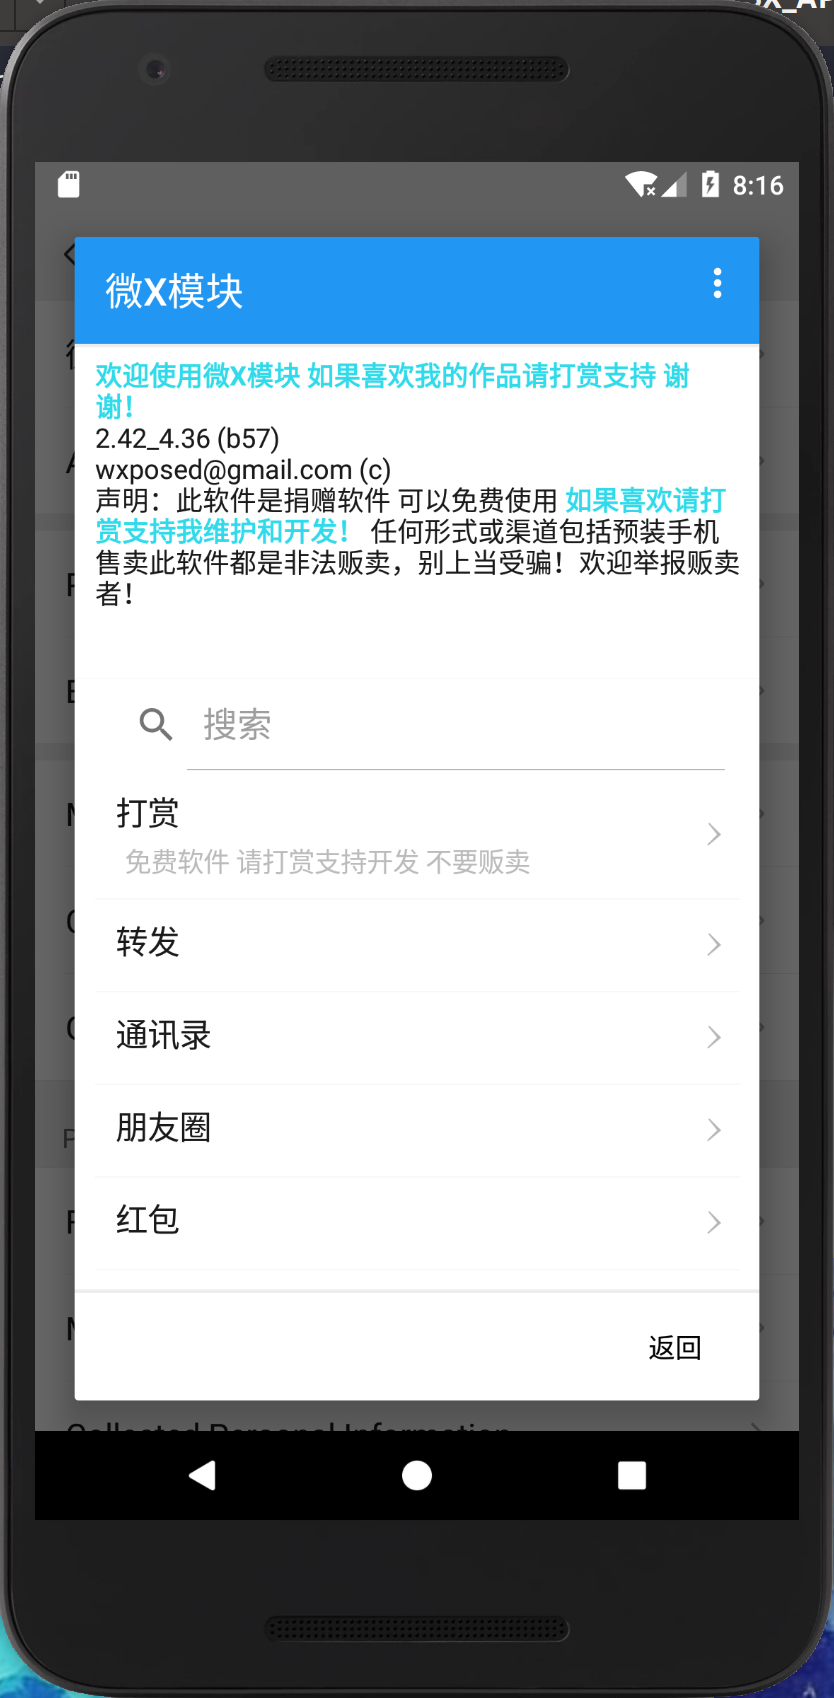 8:16
微X模块
欢迎使用微X模块 如果喜欢我的作品请打赏支持 谢
谢！
2.42_4.36 (b57)
wxposed@gmail.com (c)
声明：此软件是捐赠软件 可以免费使用 如果喜欢请打
赏支持我维护和开发！ 任何形式或渠道包括预装手机
售卖此软件都是非法贩卖，别上当受骗！欢迎举报贩卖
者！
搜索
打赏
免费软件 请打赏支持开发 不要贩卖
转发
通讯录
朋友圈
红包
返回
Collected Personal Information